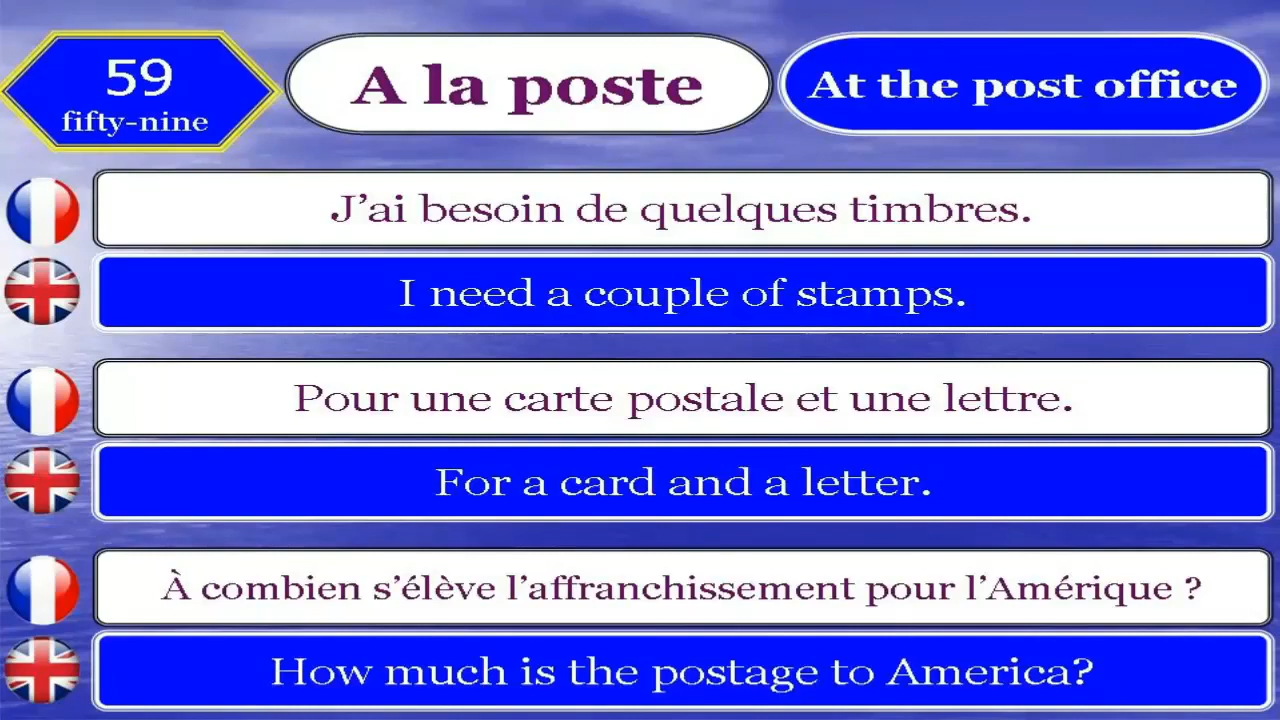 59
fifty-nine
A la poste
At the post office
J’ai besoin de quelques timbres.
I need a couple of stamps.
Pour une carte postale et une lettre.
For a card and a letter.
À combien s’élève l’affranchissement pour l’Amérique ?
How much is the postage to America?